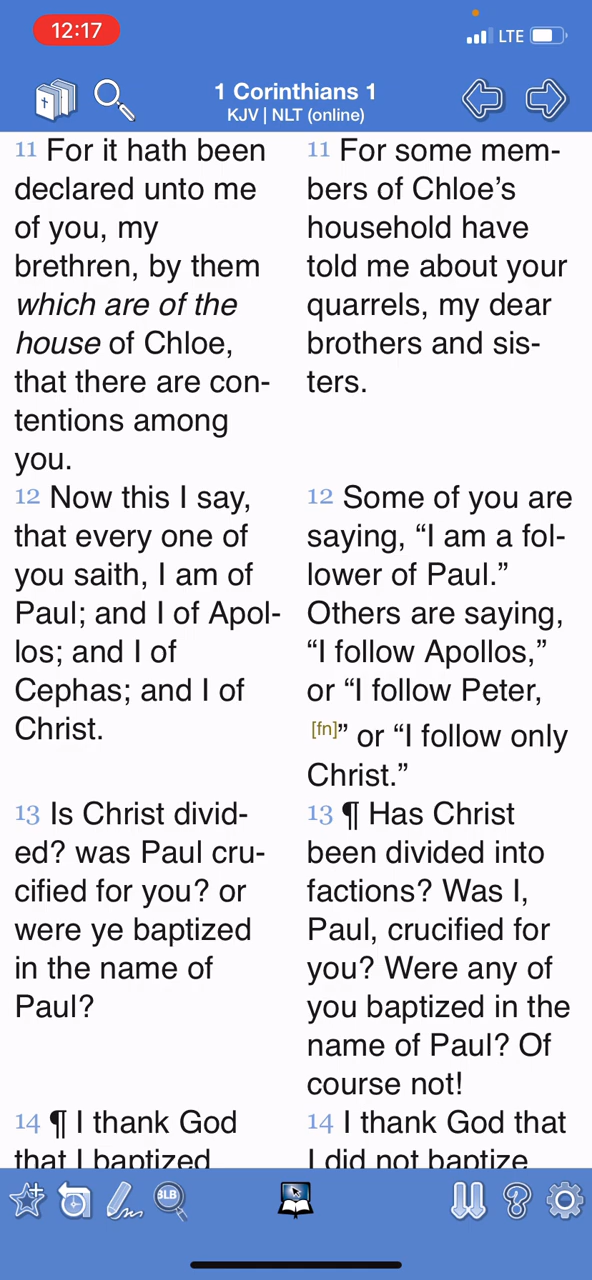 12:17
LTE
1 Corinthians 1
KJV | NLT (online)
11 For it hath been
declared unto me
of you, my
brethren, by them
which are of the
house of Chloe,
that there are con-
tentions among
you.
12 Now this I say,
that every one of
you saith, I am of
Paul; and I of Apol-
los; and I of
Cephas; and I of
Christ.
13 Is Christ divid-
ed? was Paul cru-
cified for you? or
were ye baptized
in the name of
Paul?
14 ¶ I thank God
that I baptized
11 For some mem-
bers of Chloe’s
household have
told me about your
quarrels, my dear
brothers and sis-
ters.
12 Some of you are
saying, “I am a fol-
lower of Paul.”
Others are saying,
“I follow Apollos,”
or “I follow Peter,
[fn]” or “I follow only
Christ.”
13 ¶ Has Christ
been divided into
factions? Was I,
Paul, crucified for
you? Were any of
you baptized in the
name of Paul? Of
course not!
14 I thank God that
I did not baptize
BLB